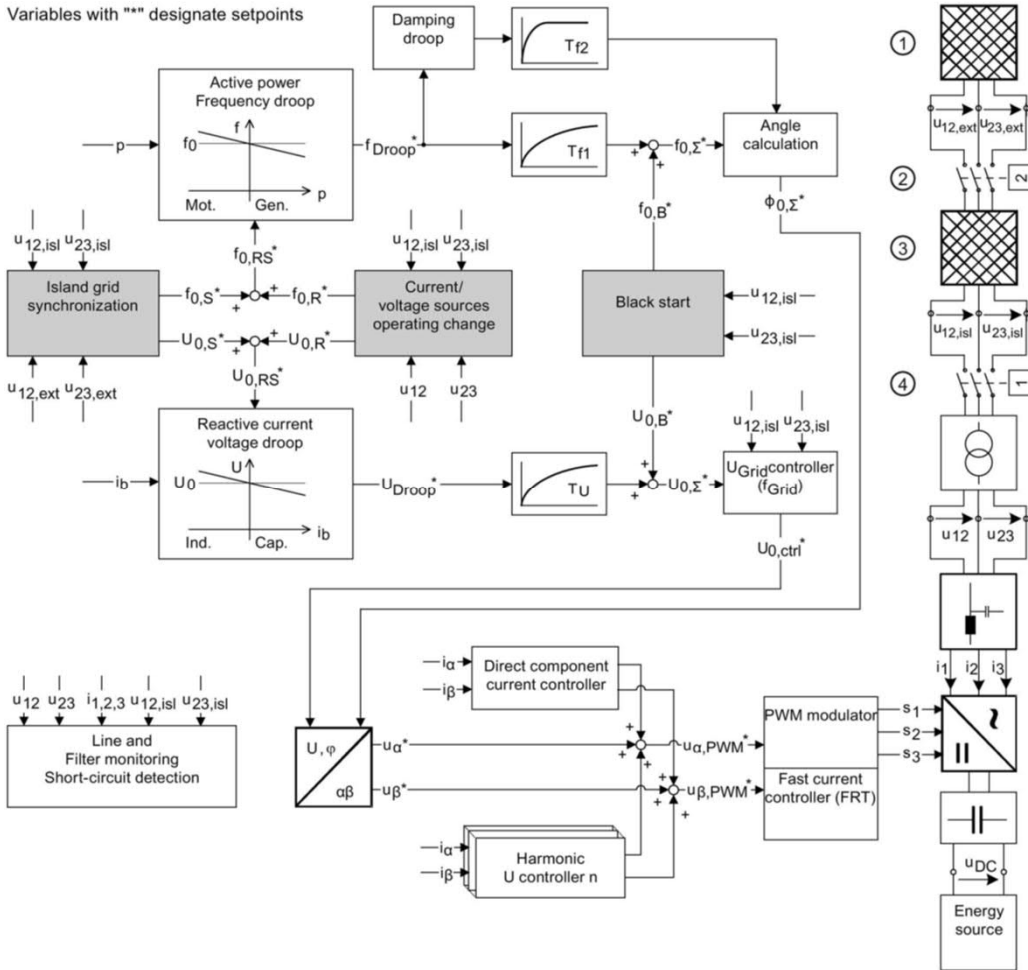 Variables with "*" designate setpoints
Damping
droop
Tf2
1
Active power
Frequency droop
f
f0
p
Mot. Gen.
p
fDroop*
Tf1
+
+
f0,Σ*
Angle
calculation
u12,ext
u23,ext
2
2
ϕ0,Σ*
f0,B*
u12,isl
u23,isl
f0,RS*
u12,isl
u23,isl
3
Island grid
synchronization
f0,S*
+
+
f0,R*
Current/
voltage sources
operating change
Black start
u12,isl
u23,isl
U0,S*
+
+
U0,R*
u12,isl
u23,isl
U0,RS*
u12,ext
u23,ext
u12
u23
4
1
U0,B*
u12,isl
u23,isl
Reactive current
voltage droop
U
U0
ib
Ind. Cap.
ib
UDroop*
TU
+
+
U0,Σ*
UGridcontroller
(fGrid)
U0,ctrl*
u12
u23
iα
iβ
Direct component
current controller
i1
i2
i3
u12
u23
i1,2,3
u12,isl
u23,isl
Line and
Filter monitoring
Short-circuit detection
U, φ
αβ
uα*
uβ*
+
+
+
uα,PWM*
+
+
+
uβ,PWM*
PWM modulator
Fast current
controller (FRT)
s1
s2
s3
~
=
iα
iβ
Harmonic
U controller n
uDC
Energy
source